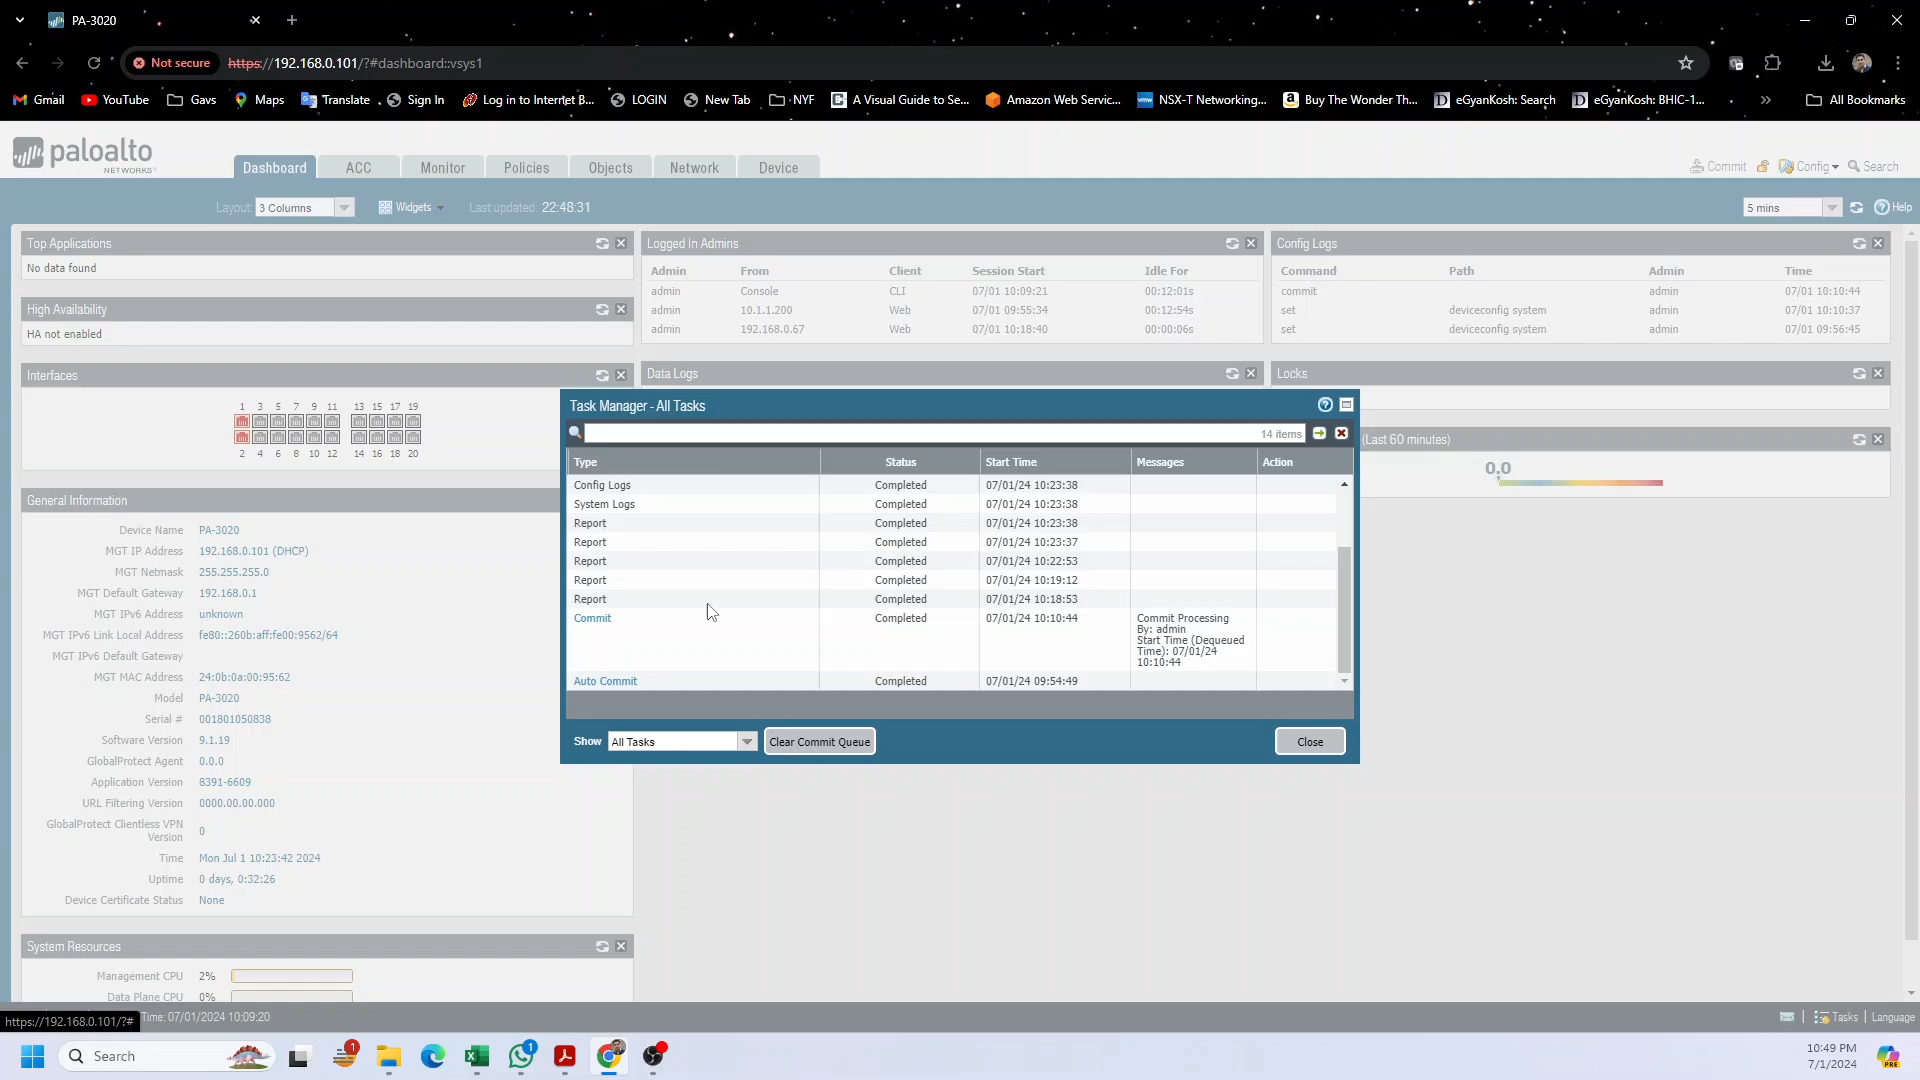 PA-3020
Not secure
https://192.168.0.101/?#dashboard::vsys1
Gmail
YouTube
Gavs
Maps
Translate
Sign In
Log in to Internet B...
LOGIN
New Tab
NYF
A Visual Guide to Se...
Amazon Web Servic...
NSX-T Networking...
Buy The Wonder Th...
eGyanKosh: Search
eGyanKosh: BHIC-1...
All Bookmarks
paloalto
NETWORKS
Dashboard
ACC
Monitor
Policies
Objects
Network
Device
Commit
Config
Search
Layout 3 Columns
Widgets
Last updated: 22:48:31
5 mins
Help
Top Applications
No data found
High Availability
HA not enabled
Interfaces
1 3 5 7 9 11 13 15 17 19
2 4 6 8 10 12 14 16 18 20
General Information
Device Name PA-3020
MGT IP Address 192.168.0.101 (DHCP)
MGT Netmask 255.255.255.0
MGT Default Gateway 192.168.0.1
MGT IPv6 Address unknown
MGT IPv6 Link Local Address fe80::260b:aff:fe00:9562/64
MGT IPv6 Default Gateway
MGT MAC Address 24:0b:0a:00:95:62
Model PA-3020
Serial # 001801050838
Software Version 9.1.19
GlobalProtect Agent 0.0.0
Application Version 8391-6609
URL Filtering Version 0000.00.00.000
GlobalProtect Clientless VPN
Version 0
Time Mon Jul 1 10:23:42 2024
Uptime 0 days, 0:32:26
Device Certificate Status None
System Resources
Management CPU 2%
Data Plane CPU 0%
Logged In Admins
Admin From Client Session Start Idle For
admin Console CLI 07/01 10:09:21 00:12:01s
admin 10.1.1.200 Web 07/01 09:55:34 00:12:54s
admin 192.168.0.67 Web 07/01 10:18:40 00:00:06s
Data Logs
Config Logs
Command Path Admin Time
commit admin 07/01 10:10:44
set deviceconfig system admin 07/01 10:10:37
set deviceconfig system admin 07/01 09:56:45
Locks
(Last 60 minutes)
0.0
Task Manager - All Tasks
14 items
Type Status Start Time Messages Action
Config Logs Completed 07/01/24 10:23:38
System Logs Completed 07/01/24 10:23:38
Report Completed 07/01/24 10:23:38
Report Completed 07/01/24 10:23:37
Report Completed 07/01/24 10:22:53
Report Completed 07/01/24 10:19:12
Report Completed 07/01/24 10:18:53
Commit Completed 07/01/24 10:10:44 Commit Processing
By: admin
Start Time (Dequeued
Time): 07/01/24
10:10:44
Auto Commit Completed 07/01/24 09:54:49
Show All Tasks
Clear Commit Queue
Close
https://192.168.0.101/?#
Time: 07/01/2024 10:09:20
Tasks
Language
Search
1
1
10:49 PM
7/1/2024
PRE